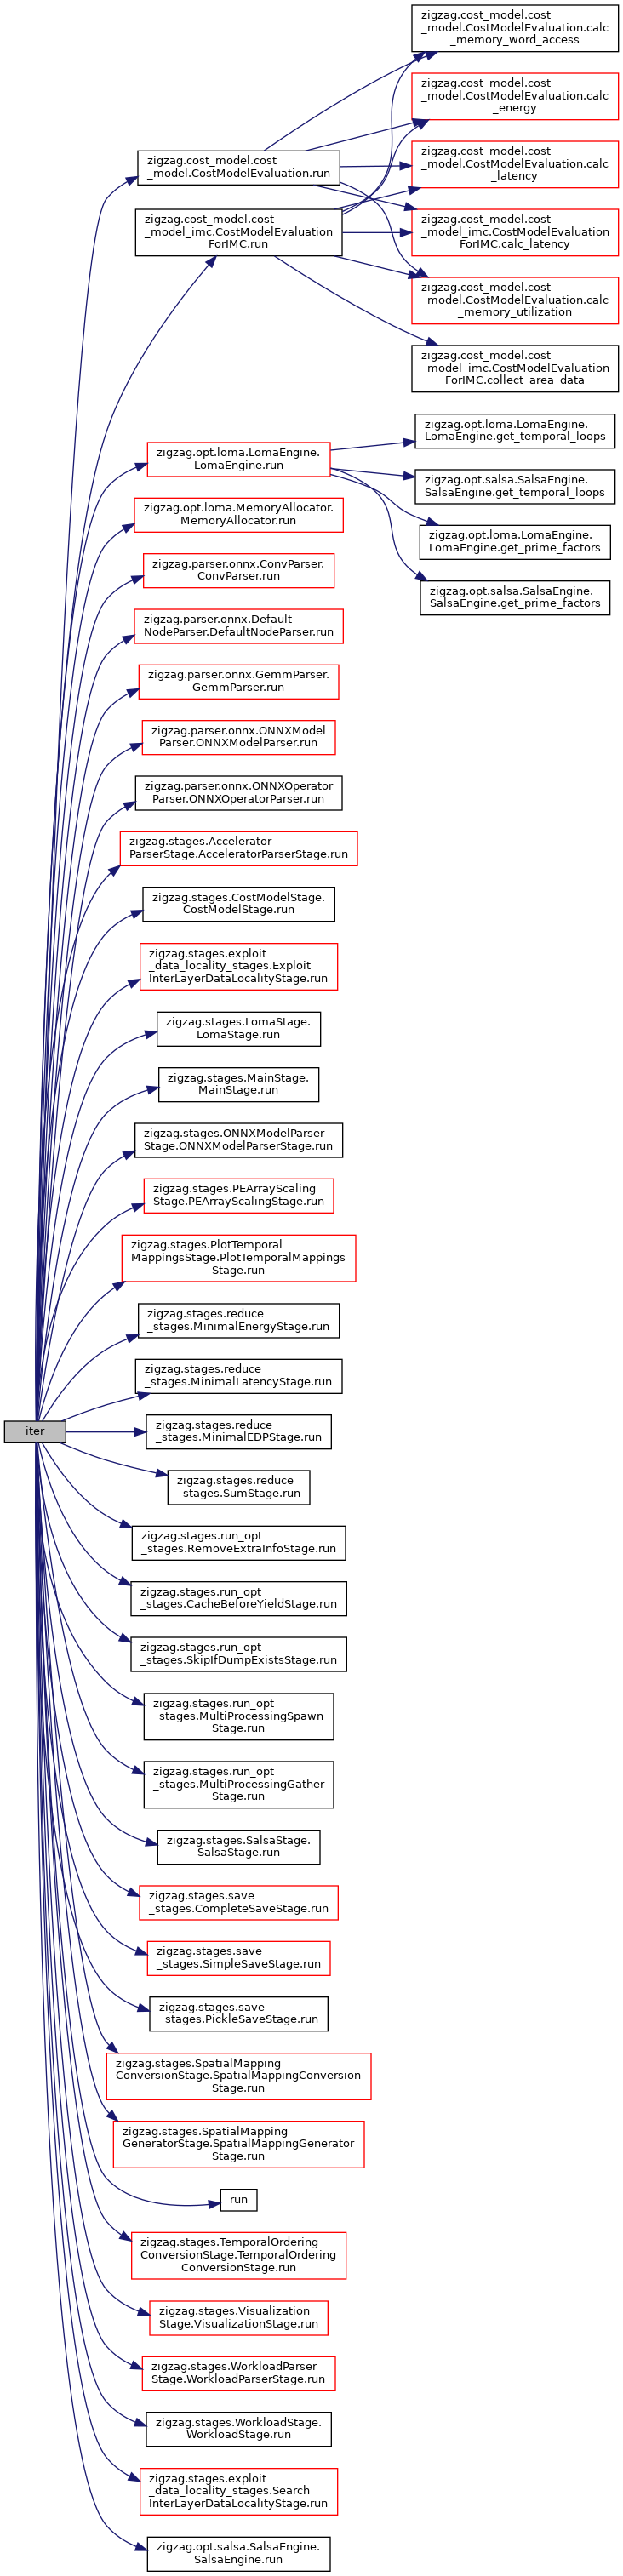 zigzag.cost_model.cost
_model.CostModelEvaluation.calc
_memory_word_access
zigzag.cost_model.cost
_model.CostModelEvaluation.calc
_energy
zigzag.cost_model.cost
_model.CostModelEvaluation.run
zigzag.cost_model.cost
_model.CostModelEvaluation.calc
_latency
zigzag.cost_model.cost
_model_imc.CostModelEvaluation
ForIMC.run
zigzag.cost_model.cost
_model_imc.CostModelEvaluation
ForIMC.calc_latency
zigzag.cost_model.cost
_model.CostModelEvaluation.calc
_memory_utilization
zigzag.cost_model.cost
_model_imc.CostModelEvaluation
ForIMC.collect_area_data
zigzag.opt.loma.LomaEngine.
LomaEngine.get_temporal_loops
zigzag.opt.loma.LomaEngine.
LomaEngine.run
zigzag.opt.salsa.SalsaEngine.
SalsaEngine.get_temporal_loops
zigzag.opt.loma.MemoryAllocator.
MemoryAllocator.run
zigzag.opt.loma.LomaEngine.
LomaEngine.get_prime_factors
zigzag.parser.onnx.ConvParser.
ConvParser.run
zigzag.opt.salsa.SalsaEngine.
SalsaEngine.get_prime_factors
zigzag.parser.onnx.Default
NodeParser.DefaultNodeParser.run
zigzag.parser.onnx.GemmParser.
GemmParser.run
zigzag.parser.onnx.ONNXModel
Parser.ONNXModelParser.run
zigzag.parser.onnx.ONNXOperator
Parser.ONNXOperatorParser.run
zigzag.stages.Accelerator
ParserStage.AcceleratorParserStage.run
zigzag.stages.CostModelStage.
CostModelStage.run
zigzag.stages.exploit
_data_locality_stages.Exploit
InterLayerDataLocalityStage.run
zigzag.stages.LomaStage.
LomaStage.run
zigzag.stages.MainStage.
MainStage.run
zigzag.stages.ONNXModelParser
Stage.ONNXModelParserStage.run
zigzag.stages.PEArrayScaling
Stage.PEArrayScalingStage.run
zigzag.stages.PlotTemporal
MappingsStage.PlotTemporalMappings
Stage.run
zigzag.stages.reduce
_stages.MinimalEnergyStage.run
zigzag.stages.reduce
_stages.MinimalLatencyStage.run
__iter__
zigzag.stages.reduce
_stages.MinimalEDPStage.run
zigzag.stages.reduce
_stages.SumStage.run
zigzag.stages.run_opt
_stages.RemoveExtraInfoStage.run
zigzag.stages.run_opt
_stages.CacheBeforeYieldStage.run
zigzag.stages.run_opt
_stages.SkipIfDumpExistsStage.run
zigzag.stages.run_opt
_stages.MultiProcessingSpawn
Stage.run
zigzag.stages.run_opt
_stages.MultiProcessingGather
Stage.run
zigzag.stages.SalsaStage.
SalsaStage.run
zigzag.stages.save
_stages.CompleteSaveStage.run
zigzag.stages.save
_stages.SimpleSaveStage.run
zigzag.stages.save
_stages.PickleSaveStage.run
zigzag.stages.SpatialMapping
ConversionStage.SpatialMappingConversion
Stage.run
zigzag.stages.SpatialMapping
GeneratorStage.SpatialMappingGenerator
Stage.run
run
zigzag.stages.TemporalOrdering
ConversionStage.TemporalOrdering
ConversionStage.run
zigzag.stages.Visualization
Stage.VisualizationStage.run
zigzag.stages.WorkloadParser
Stage.WorkloadParserStage.run
zigzag.stages.WorkloadStage.
WorkloadStage.run
zigzag.stages.exploit
_data_locality_stages.Search
InterLayerDataLocalityStage.run
zigzag.opt.salsa.SalsaEngine.
SalsaEngine.run